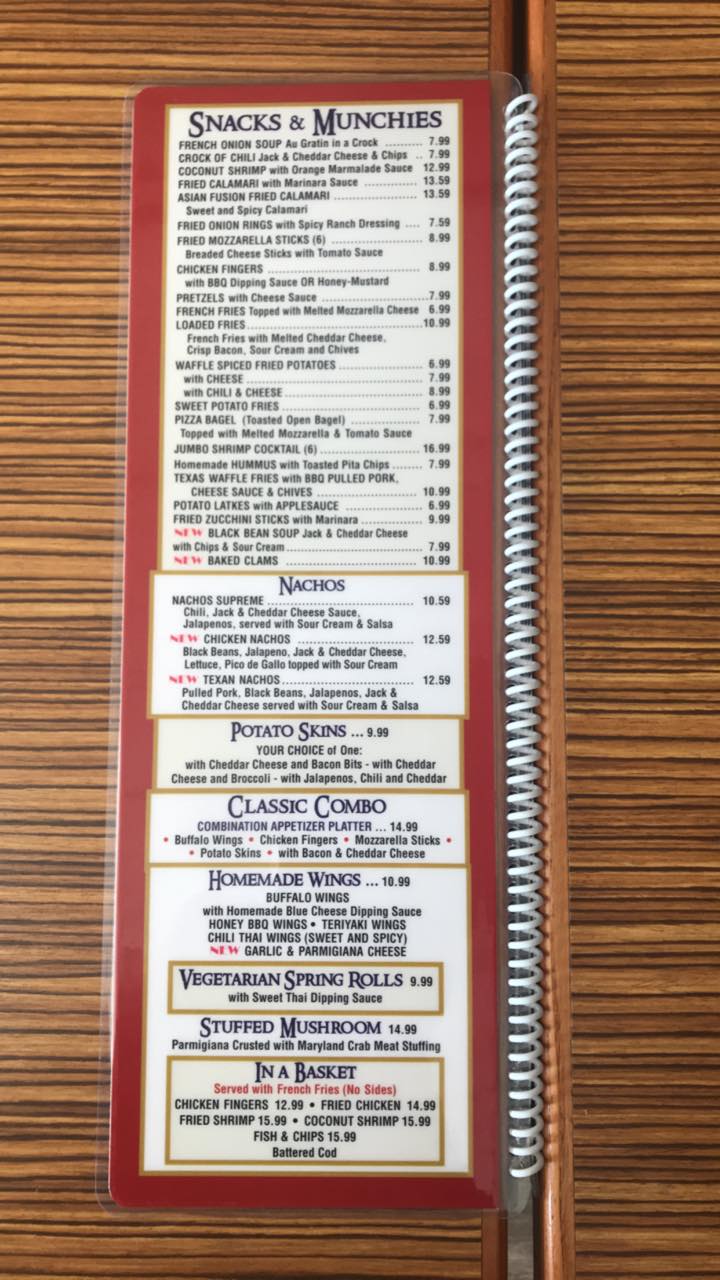 SNACKS & MUNCHIES
FRENCH ONION SOUP Au Gratin in a Crock .......... 7.99
CROCK OF CHILI Jack & Cheddar Cheese & Chips .. 7.99
COCONUT SHRIMP with Orange Marmalade Sauce 12.99
FRIED CALAMARI with Marinara Sauce .............. 13.59
ASIAN FUSION FRIED CALAMARI ....................... 13.59
Sweet and Spicy Calamari
FRIED ONION RINGS with Spicy Ranch Dressing .... 7.59
FRIED MOZZARELLA STICKS (6) ........................ 8.99
Breaded Cheese Sticks with Tomato Sauce
CHICKEN FINGERS ........................................ 8.99
with BBQ Dipping Sauce OR Honey-Mustard
PRETZELS with Cheese Sauce ............................7.99
FRENCH FRIES Topped with Melted Mozzarella Cheese 6.99
LOADED FRIES..............................................10.99
French Fries with Melted Cheddar Cheese,
Crisp Bacon, Sour Cream and Chives
WAFFLE SPICED FRIED POTATOES ..................... 6.99
with CHEESE ............................................. 7.99
with CHILI & CHEESE................................... 8.99
SWEET POTATO FRIES .................................... 6.99
PIZZA BAGEL (Toasted Open Bagel) .................. 7.99
Topped with Melted Mozzarella & Tomato Sauce
JUMBO SHRIMP COCKTAIL (6) .......................... 16.99
Homemade HUMMUS with Toasted Pita Chips ........ 7.99
TEXAS WAFFLE FRIES with BBQ PULLED PORK,
CHEESE SAUCE & CHIVES ........................... 10.99
POTATO LATKES with APPLESAUCE ................... 6.99
FRIED ZUCCHINI STICKS with Marinara ................ 9.99
NEW BLACK BEAN SOUP Jack & Cheddar Cheese
with Chips & Sour Cream.................................. 7.99
NEW BAKED CLAMS .................................. 10.99
NACHOS
NACHOS SUPREME ..................................... 10.59
Chili, Jack & Cheddar Cheese Sauce,
Jalapenos, served with Sour Cream & Salsa
NEW CHICKEN NACHOS ............................. 12.59
Black Beans, Jalapeno, Jack & Cheddar Cheese,
Lettuce, Pico de Gallo topped with Sour Cream
NEW TEXAN NACHOS................................. 12.59
Pulled Pork, Black Beans, Jalapenos, Jack &
Cheddar Cheese served with Sour Cream & Salsa
POTATO SKINS ... 9.99
YOUR CHOICE of One:
with Cheddar Cheese and Bacon Bits - with Cheddar
Cheese and Broccoli - with Jalapenos, Chili and Cheddar
CLASSIC COMBO
COMBINATION APPETIZER PLATTER ... 14.99
• Buffalo Wings • Chicken Fingers • Mozzarella Sticks •
• Potato Skins • with Bacon & Cheddar Cheese
HOMEMADE WINGS ... 10.99
BUFFALO WINGS
with Homemade Blue Cheese Dipping Sauce
HONEY BBQ WINGS • TERIYAKI WINGS
CHILI THAI WINGS (SWEET AND SPICY)
NEW GARLIC & PARMIGIANA CHEESE
VEGETARIAN SPRING ROLLS 9.99
with Sweet Thai Dipping Sauce
STUFFED MUSHROOM 14.99
Parmigiana Crusted with Maryland Crab Meat Stuffing
IN A BASKET
Served with French Fries (No Sides)
CHICKEN FINGERS 12.99 • FRIED CHICKEN 14.99
FRIED SHRIMP 15.99 • COCONUT SHRIMP 15.99
FISH & CHIPS 15.99
Battered Cod